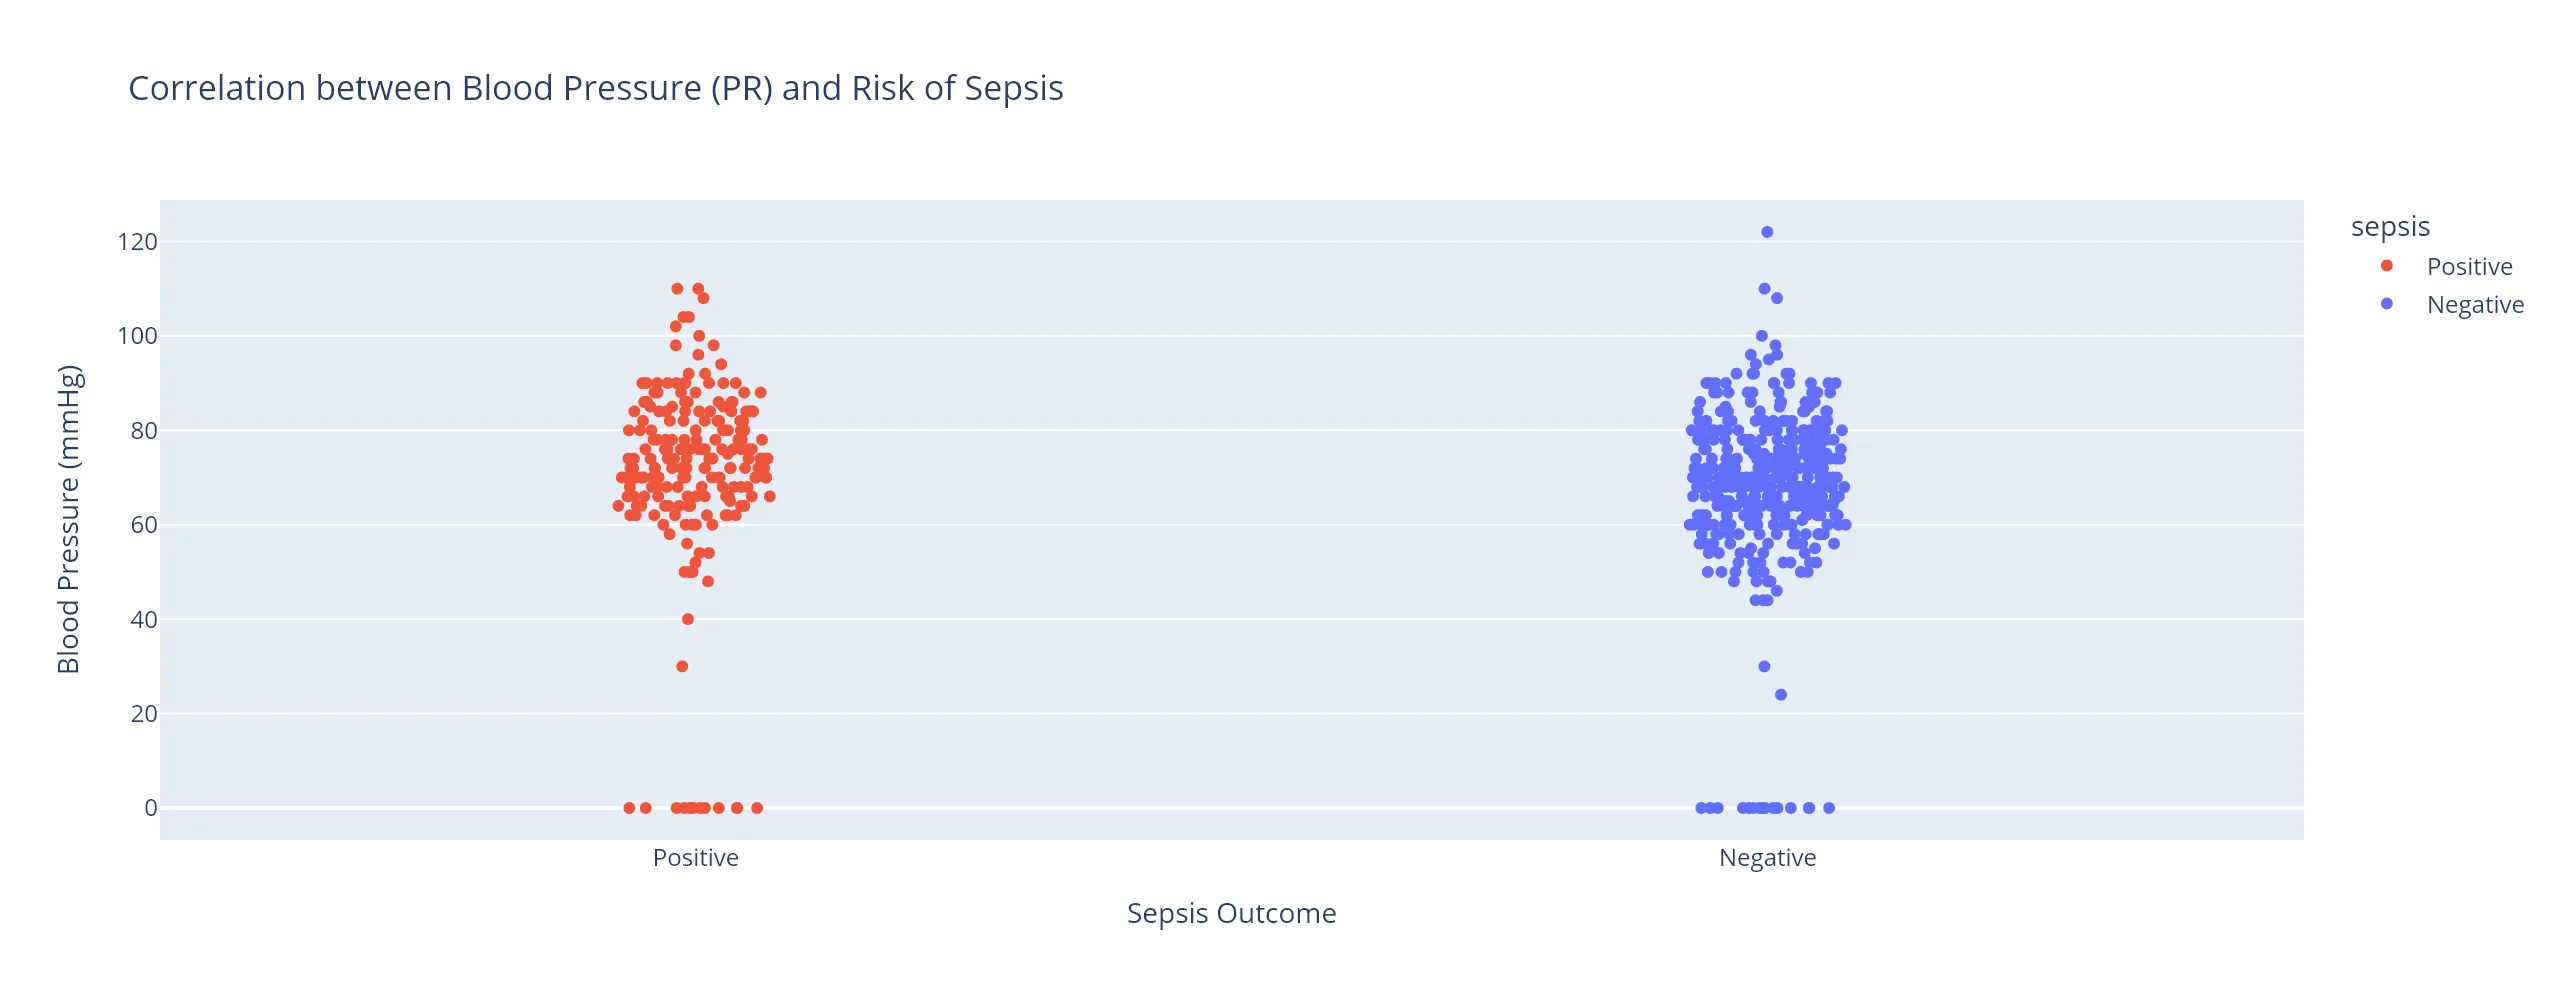 Correlation between Blood Pressure (PR) and Risk of Sepsis
sepsis
Positive
Negative
Blood Pressure (mmHg)
120
100
80
60
40
20
0
Positive
Negative
Sepsis Outcome